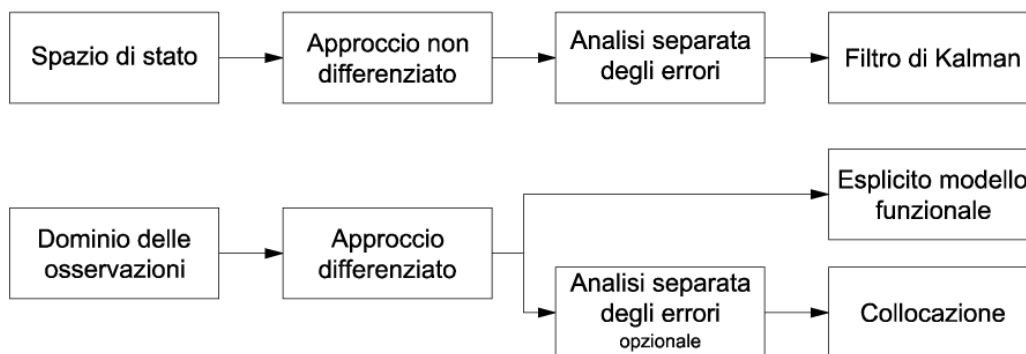 Spazio di stato
Approccio non
differenziato
Analisi separata
degli errori
Filtro di Kalman
Esplicito modello
funzionale
Dominio delle
osservazioni
Approccio
differenziato
Analisi separata
degli errori
opzionale
Collocazione